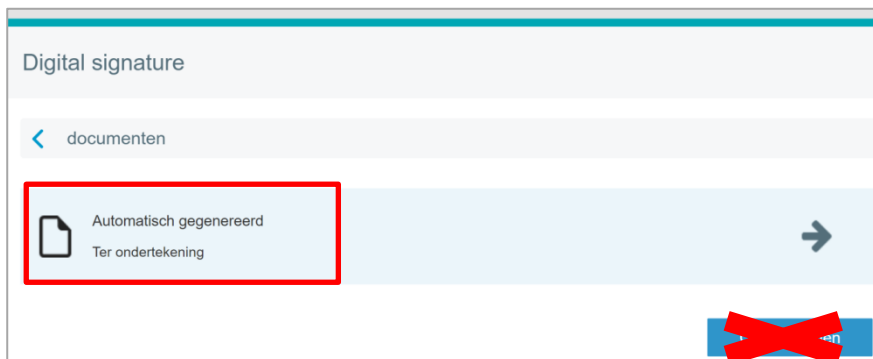 Digital signature
documenten
Automatisch gegenereerd
Ter ondertekening